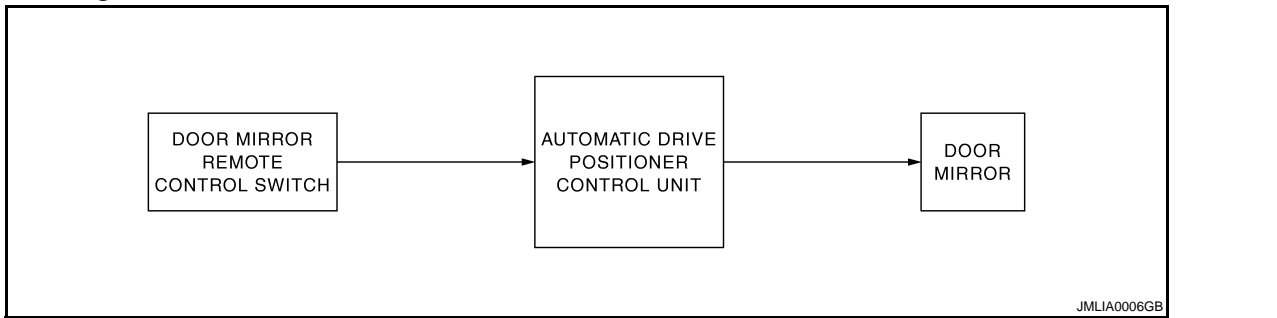 DOOR MIRROR
REMOTE
CONTROL SWITCH
AUTOMATIC DRIVE
POSITIONER
CONTROL UNIT
DOOR
MIRROR
JMLIA0006GB